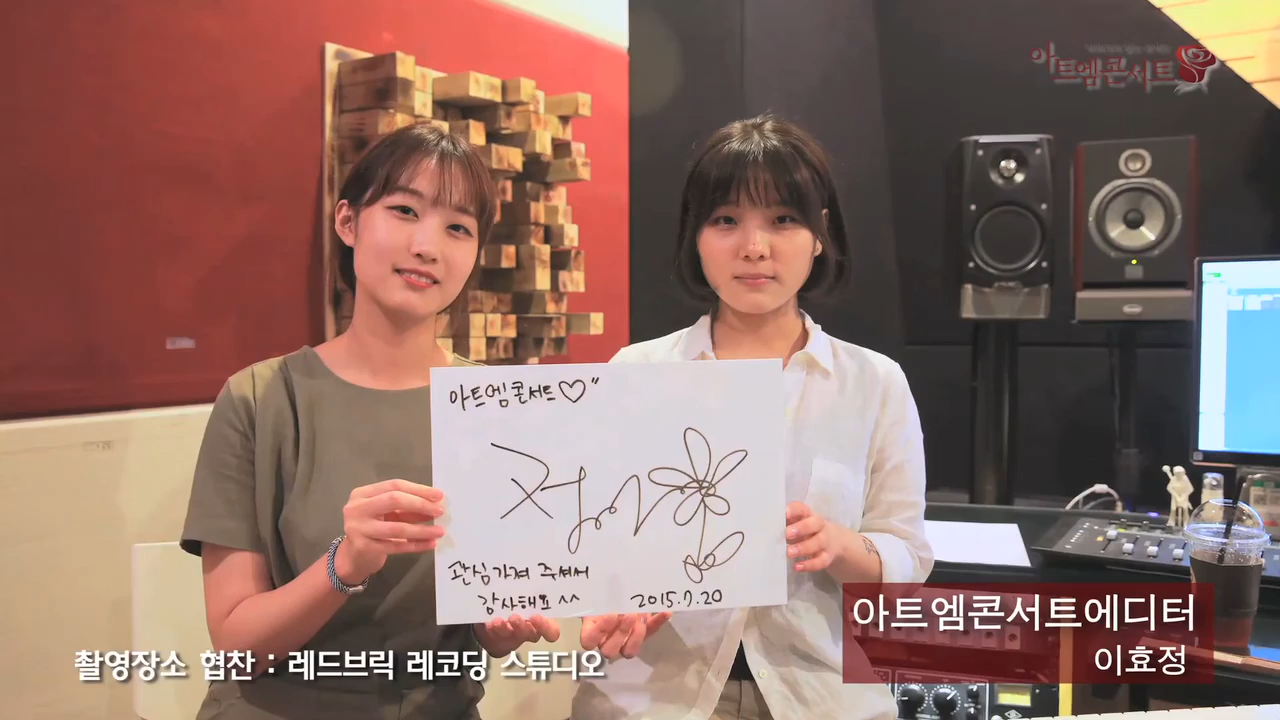 아트엠콘서트
아트엠콘서트♡"
관심가져 주셔서
감사해요 ^^
2015.7.20
촬영장소 협찬 : 레드브릭 레코딩 스튜디오
아트엠콘서트에디터
이효정